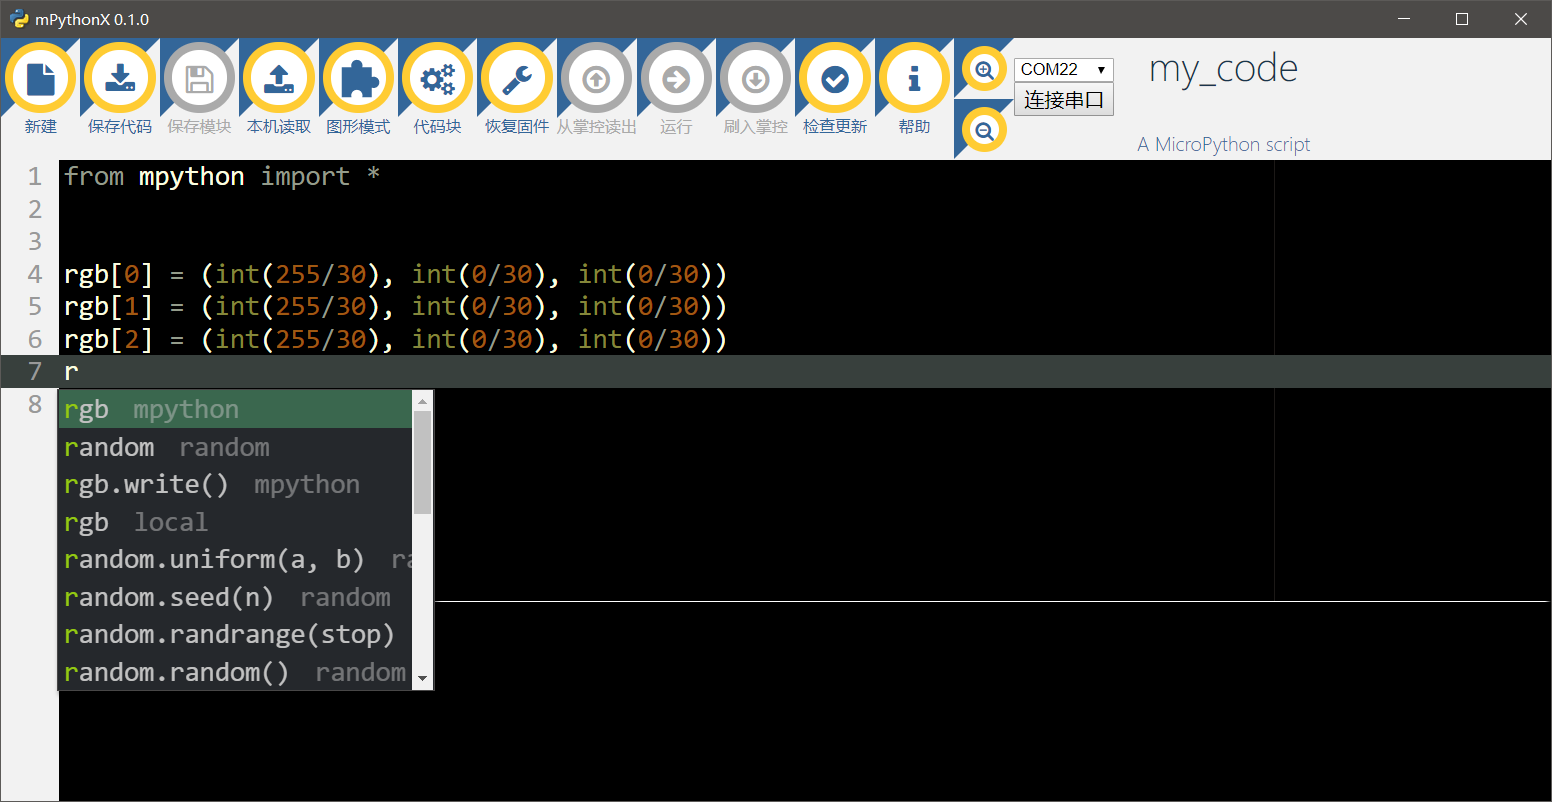 mPythonX 0.1.0
新建 保存代码 保存模块 本机读取 图形模式 代码块 恢复固件 从掌控读出 运行 刷入掌控 检查更新 帮助
COM22
连接串口
my_code
A MicroPython script
1 from mpython import *
2
3
4 rgb[0] = (int(255/30), int(0/30), int(0/30))
5 rgb[1] = (int(255/30), int(0/30), int(0/30))
6 rgb[2] = (int(255/30), int(0/30), int(0/30))
7 r
8
rgb mpython
random random
rgb.write() mpython
rgb local
random.uniform(a, b) ra
random.seed(n) random
random.randrange(stop)
random.random() random